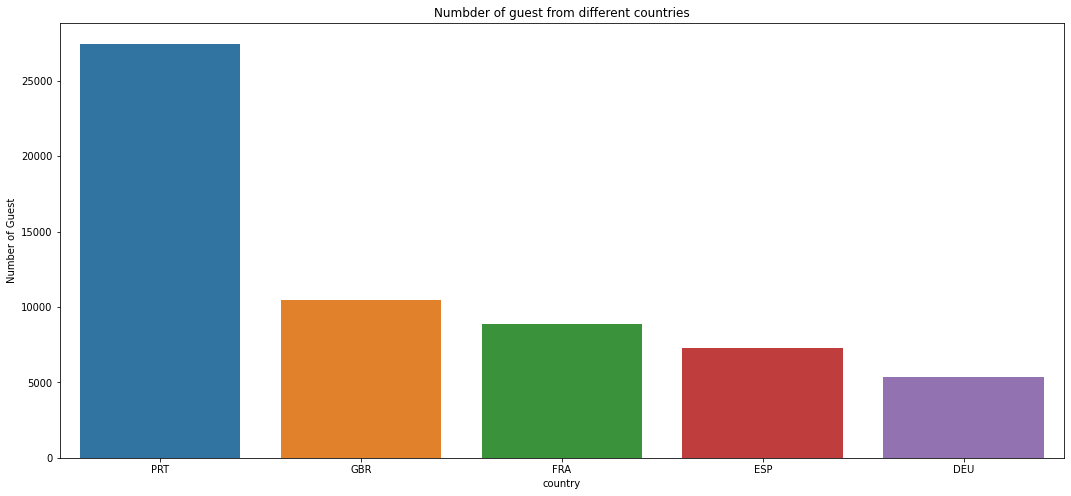 Numbder of guest from different countries
Number of Guest
25000
20000
15000
10000
5000
0
PRT GBR FRA ESP DEU
country